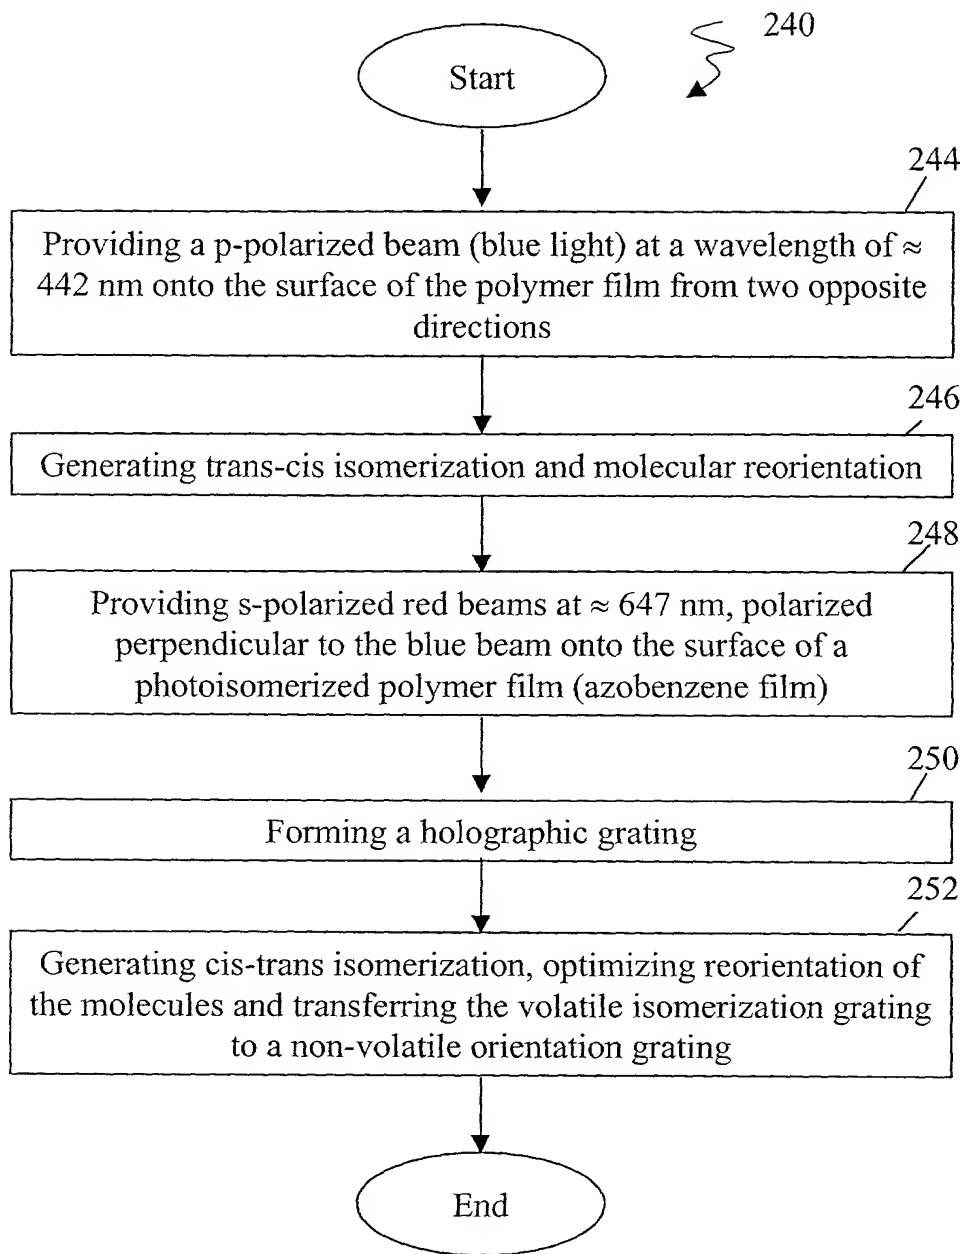 240
Start
244
Providing a p-polarized beam (blue light) at a wavelength of ≈
442 nm onto the surface of the polymer film from two opposite
directions
246
Generating trans-cis isomerization and molecular reorientation
248
Providing s-polarized red beams at ≈ 647 nm, polarized
perpendicular to the blue beam onto the surface of a
photoisomerized polymer film (azobenzene film)
250
Forming a holographic grating
252
Generating cis-trans isomerization, optimizing reorientation of
the molecules and transferring the volatile isomerization grating
to a non-volatile orientation grating
End